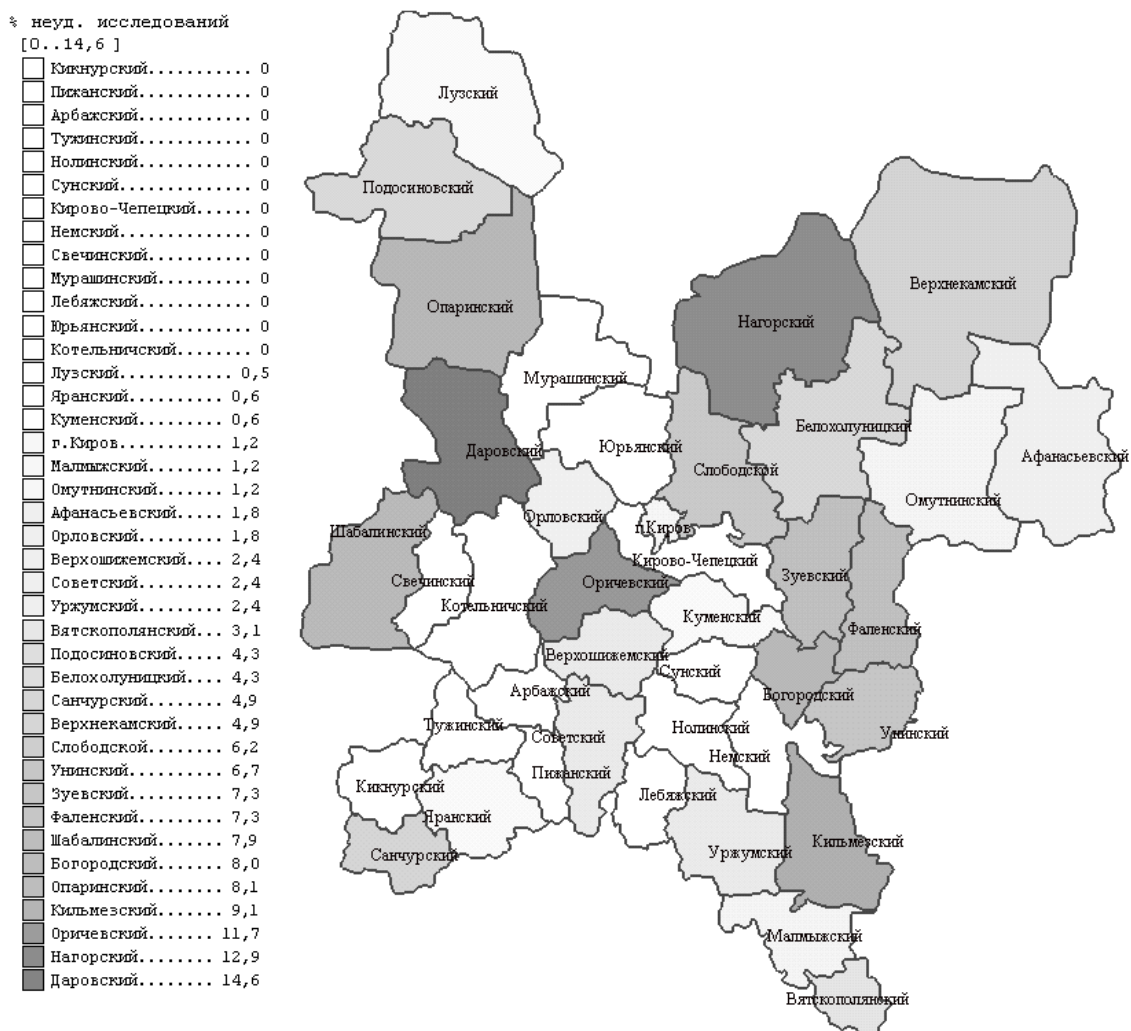 % неуд. исследований
[0..14,6 ]
Кикнурский........... 0
Пижанский............ 0
Арбажский............ 0
Тужинский............ 0
Нолинский............ 0
Сунский.............. 0
Кирово-Чепецкий...... 0
Немский.............. 0
Свечинский........... 0
Мурашинский.......... 0
Лебяжский............ 0
Юрьянский............ 0
Котельничский........ 0
Лузский............ 0,5
Яранский........... 0,6
Куменский.......... 0,6
г.Киров............ 1,2
Малмыжский......... 1,2
Омутнинский........ 1,2
Афанасьевский...... 1,8
Орловский.......... 1,8
Верхошижемский..... 2,4
Советский.......... 2,4
Уржумский.......... 2,4
Вятскополянский... 3,1
Подосиновский..... 4,3
Белохолуницкий.... 4,3
Санчурский......... 4,9
Верхнекамский...... 4,9
Слободской......... 6,2
Унинский........... 6,7
Зуевский........... 7,3
Фаленский.......... 7,3
Шабалинский........ 7,9
Богородский........ 8,0
Опаринский......... 8,1
Кильмезский....... 9,1
Оричевский....... 11,7
Нагорский........ 12,9
Даровский........ 14,6
Лузский
Подосиновский
Опаринский
Верхнекамский
Нагорский
Мурашинский
Белохолуницкий
Даровский
Юрьянский
Слободской
Афанасьевский
Омутнинский
Орловский
г.Киров
Шабалинский
Кирово-Чепецкий
Свечинский
Оричевский
Зуевский
Котельничский
Куменский
Фаленский
Верхошижемский
Сунский
Арбажский
Богородский
Тужинский
Советский
Нолинский
Унинский
Немский
Пижанский
Кикнурский
Лебяжский
Яранский
Санчурский
Уржумский
Кильмезский
Малмыжский
Вятскополянский